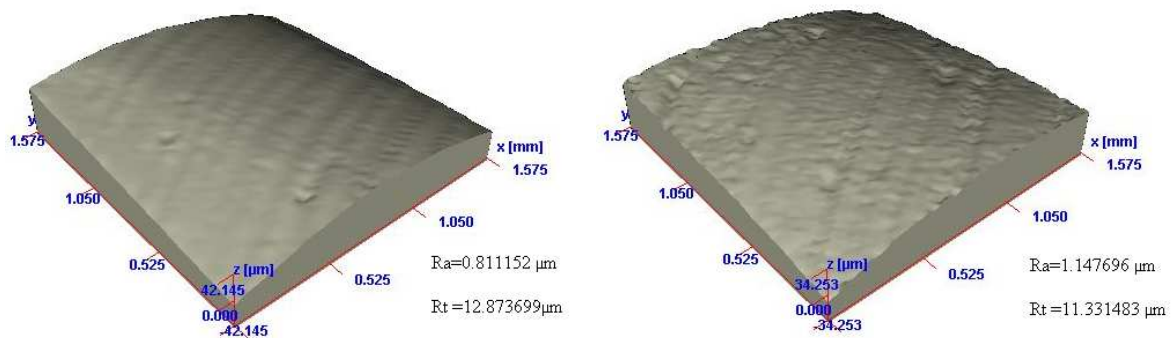 y
1.575
1.050
0.525
z [µm]
42.145
0.000
-42.145
x [mm]
1.575
1.050
0.525
Ra=0.811152 µm
Rt =12.873699µm
y
1.575
1.050
0.525
z [µm]
34.253
0.000
-34.253
x [mm]
1.575
1.050
0.525
Ra=1.147696 µm
Rt =11.331483 µm